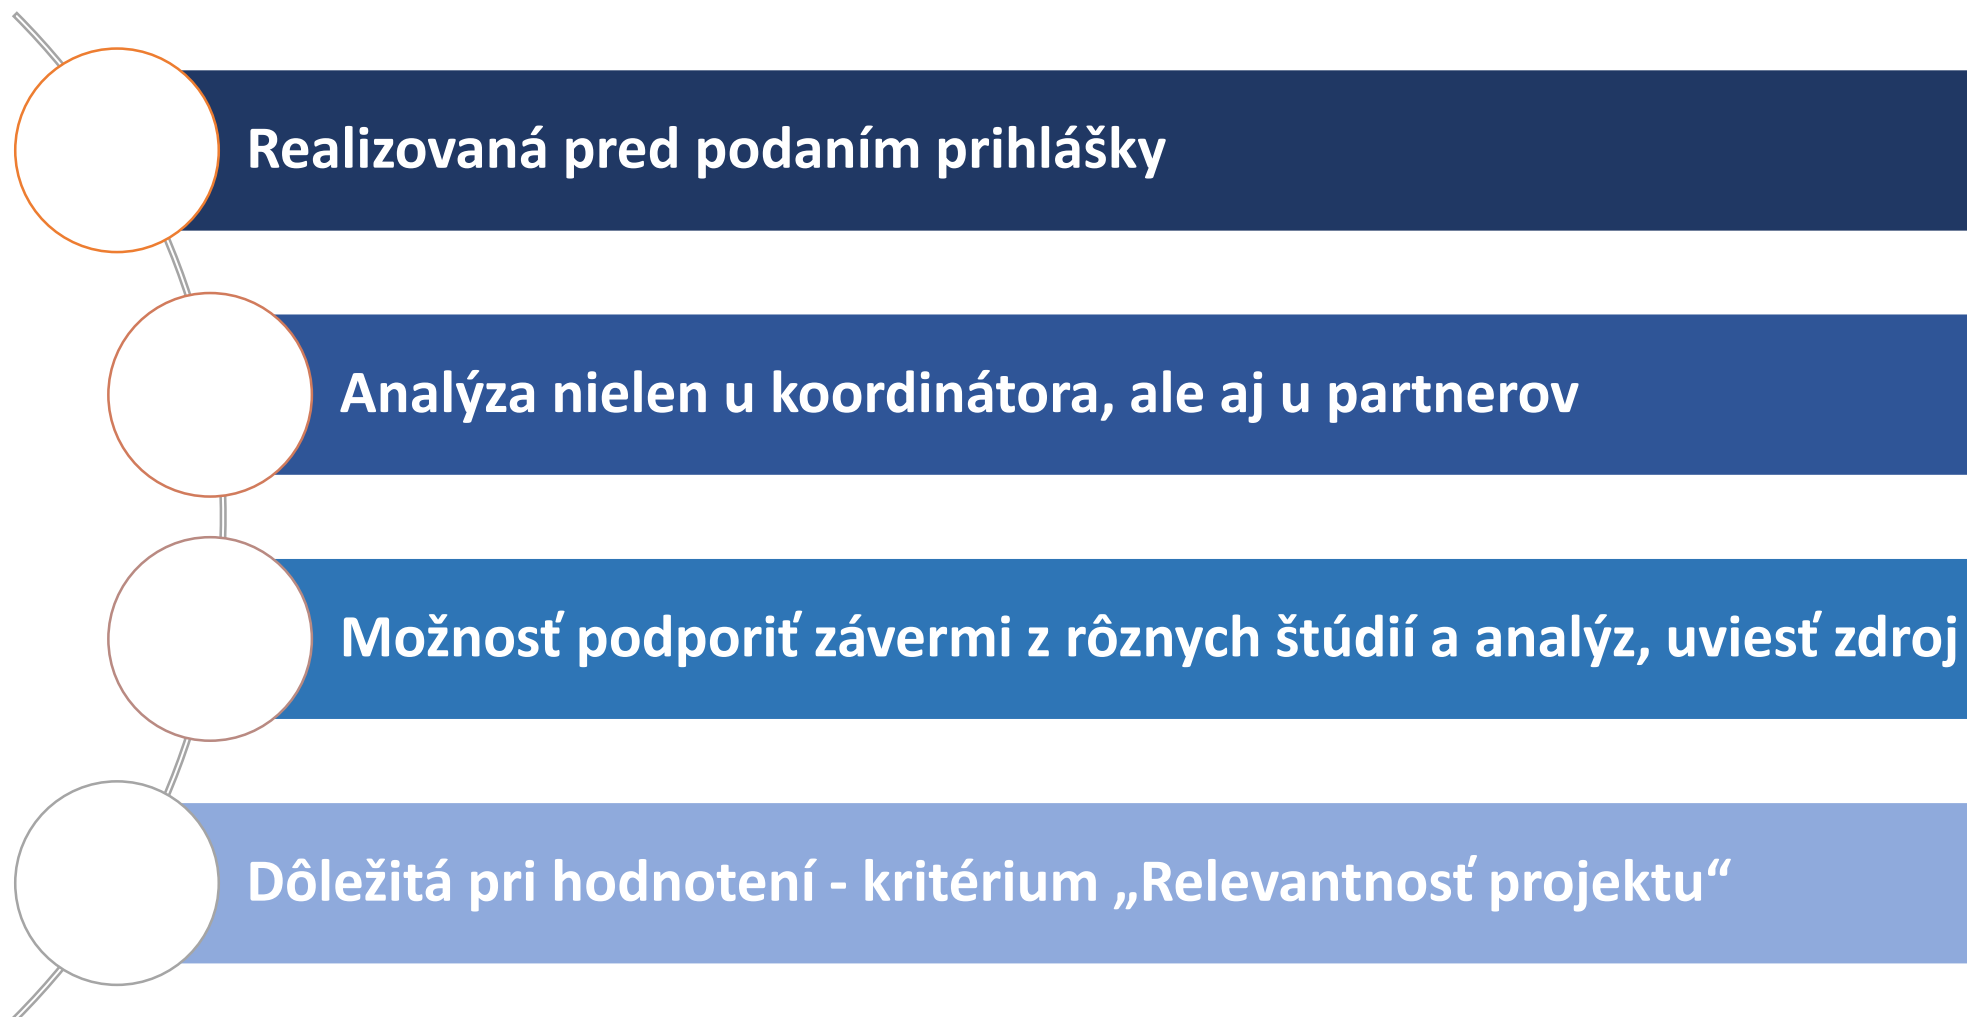 Realizovaná pred podaním prihlášky
Analýza nielen u koordinátora, ale aj u partnerov
Možnosť podporiť závermi z rôznych štúdií a analýz, uviesť zdroj
Dôležitá pri hodnotení - kritérium „Relevantnosť projektu“